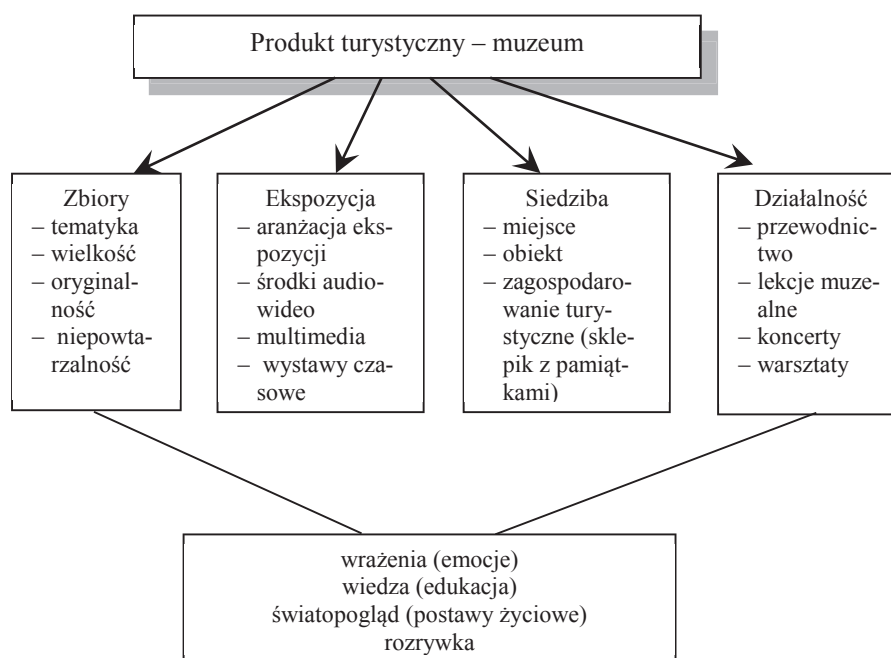 Produkt turystyczny – muzeum
Zbiory
– tematyka
– wielkość
– oryginal-
ność
– niepowta-
rzalność
Ekspozycja
– aranżacja eks-
pozycji
– środki audio-
wideo
– multimedia
– wystawy cza-
sowe
Siedziba
– miejsce
– obiekt
– zagospodaro-
wanie tury-
styczne (skle-
pik z pamiąt-
kami)
Działalność
– przewodnic-
two
– lekcje muze-
alne
– koncerty
– warsztaty
wrażenia (emocje)
wiedza (edukacja)
światopogląd (postawy życiowe)
rozrywka